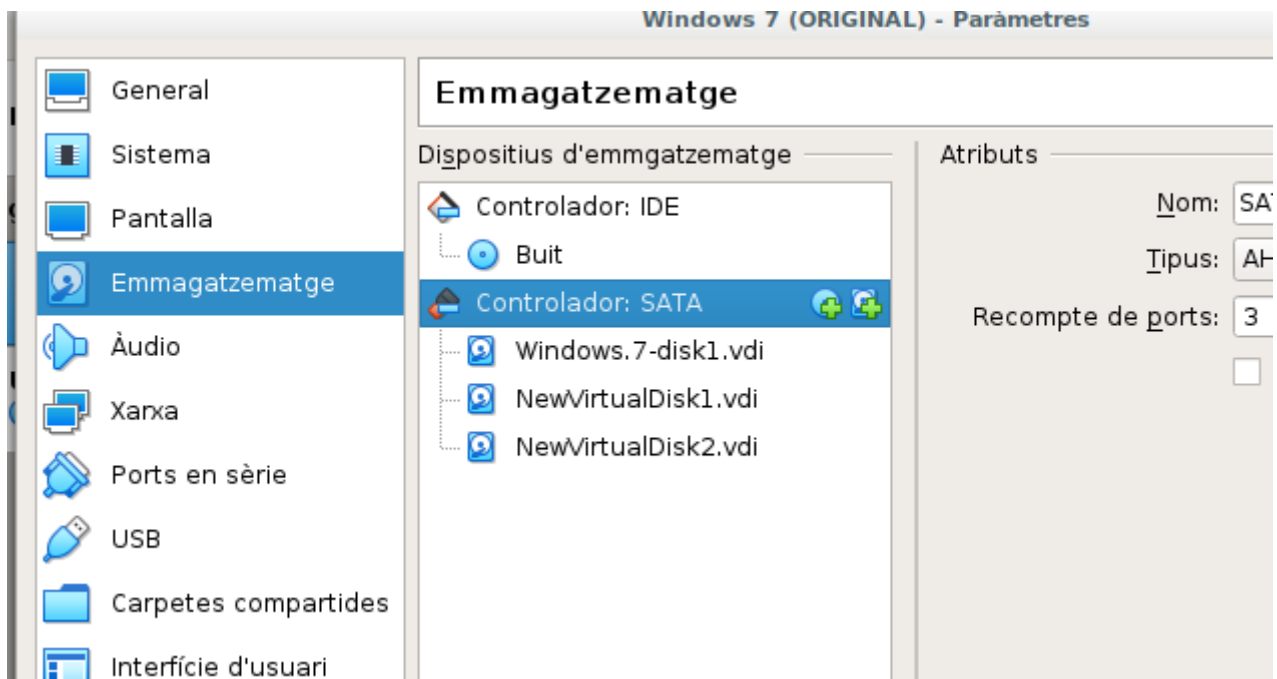 Windows 7 (ORIGINAL) - Paràmetres
General
Sistema
Pantalla
Emmagatzematge
Àudio
Xarxa
Ports en sèrie
USB
Carpetes compartides
Interfície d'usuari
Emmagatzematge
Dispositius d'emmgatzematge
Controlador: IDE
Buit
Controlador: SATA
Windows.7-disk1.vdi
NewVirtualDisk1.vdi
NewVirtualDisk2.vdi
Atributs
Nom:
Tipus:
Recompte de ports: 3